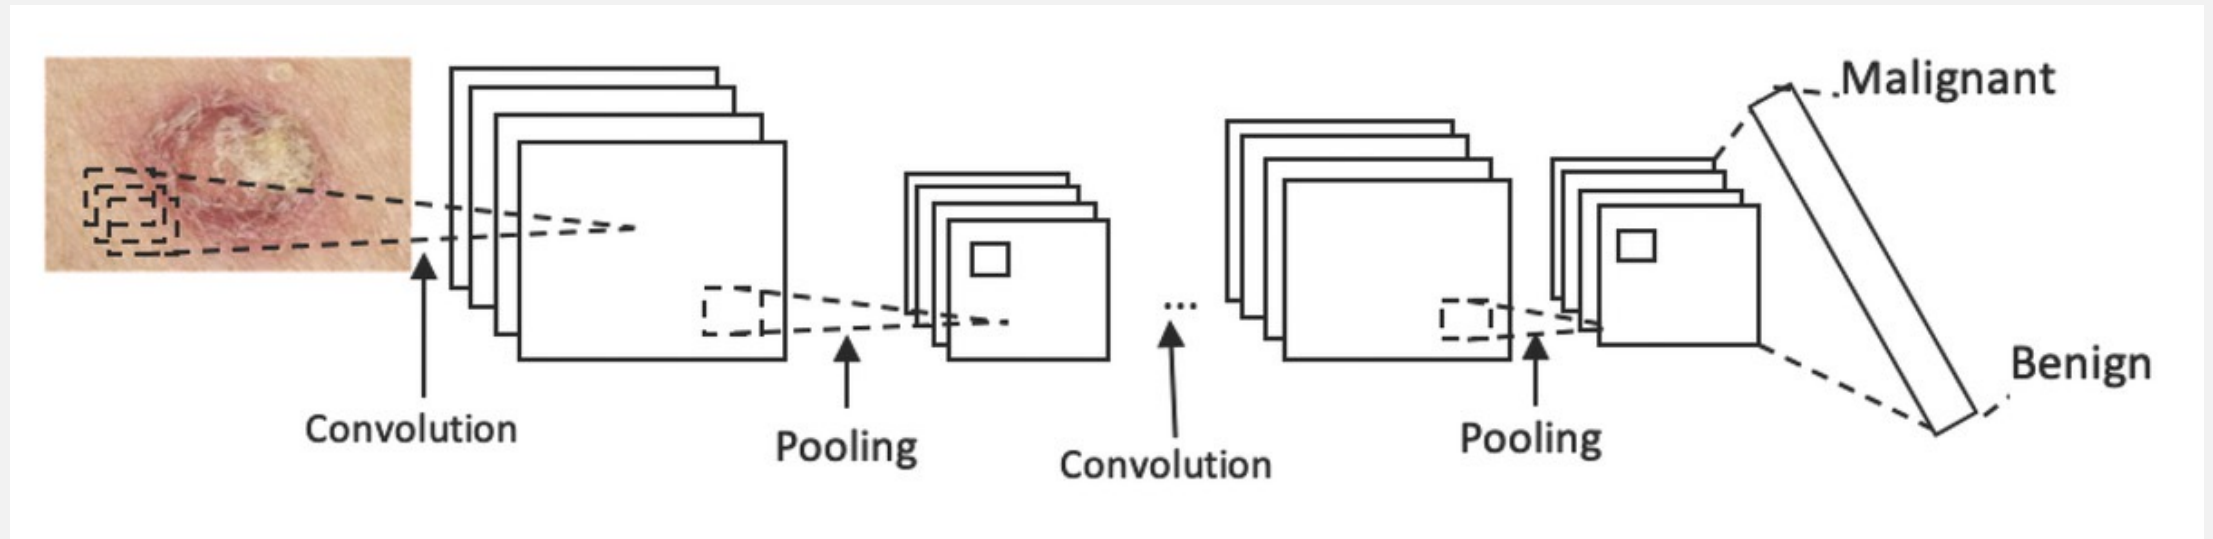 Malignant
...
Benign
Convolution
Pooling
Convolution
Pooling